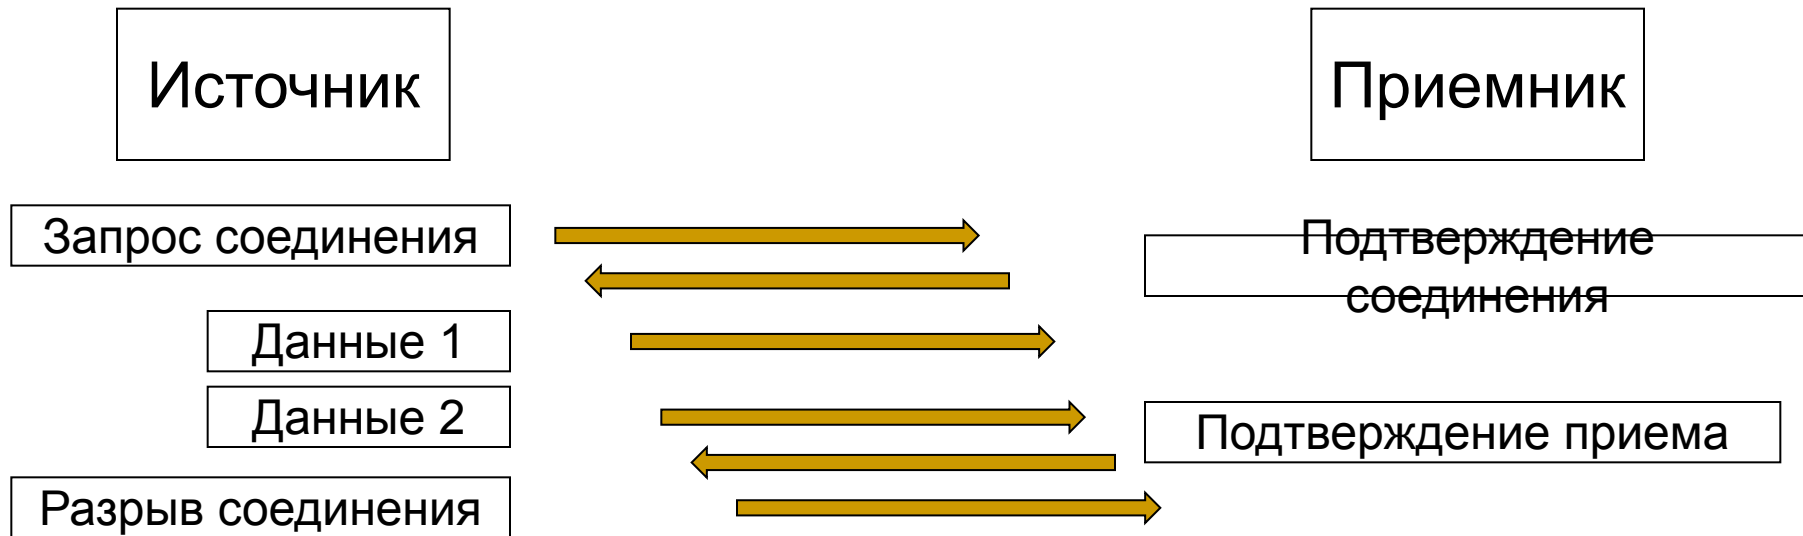 Источник
Приемник
Запрос соединения
Подтверждение
соединения
Данные 1
Данные 2
Подтверждение приема
Разрыв соединения